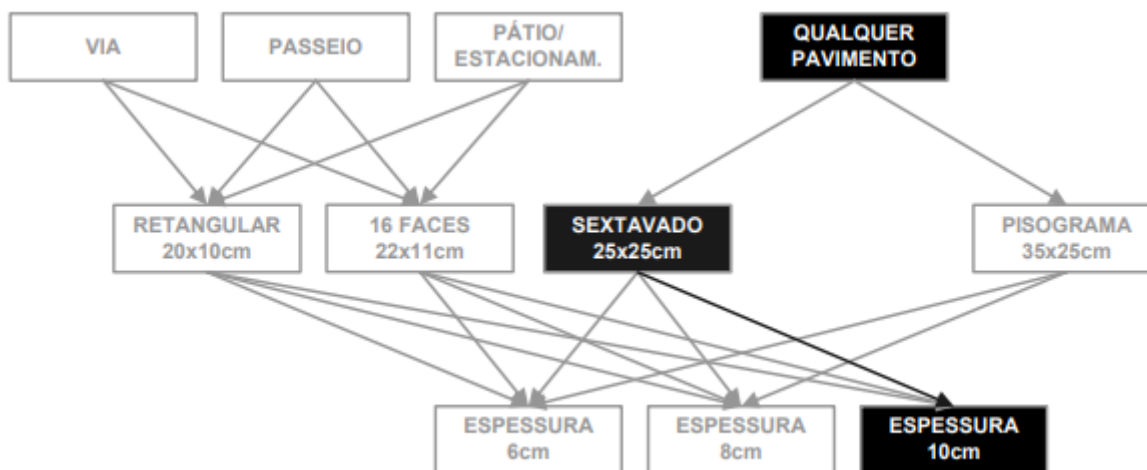 VIA
PASSEIO
PÁTIO/
ESTACIONAM.
QUALQUER
PAVIMENTO
RETANGULAR
20x10cm
16 FACES
22x11cm
SEXTAVADO
25x25cm
PISOGRAMA
35x25cm
ESPESSURA
6cm
ESPESSURA
8cm
ESPESSURA
10cm